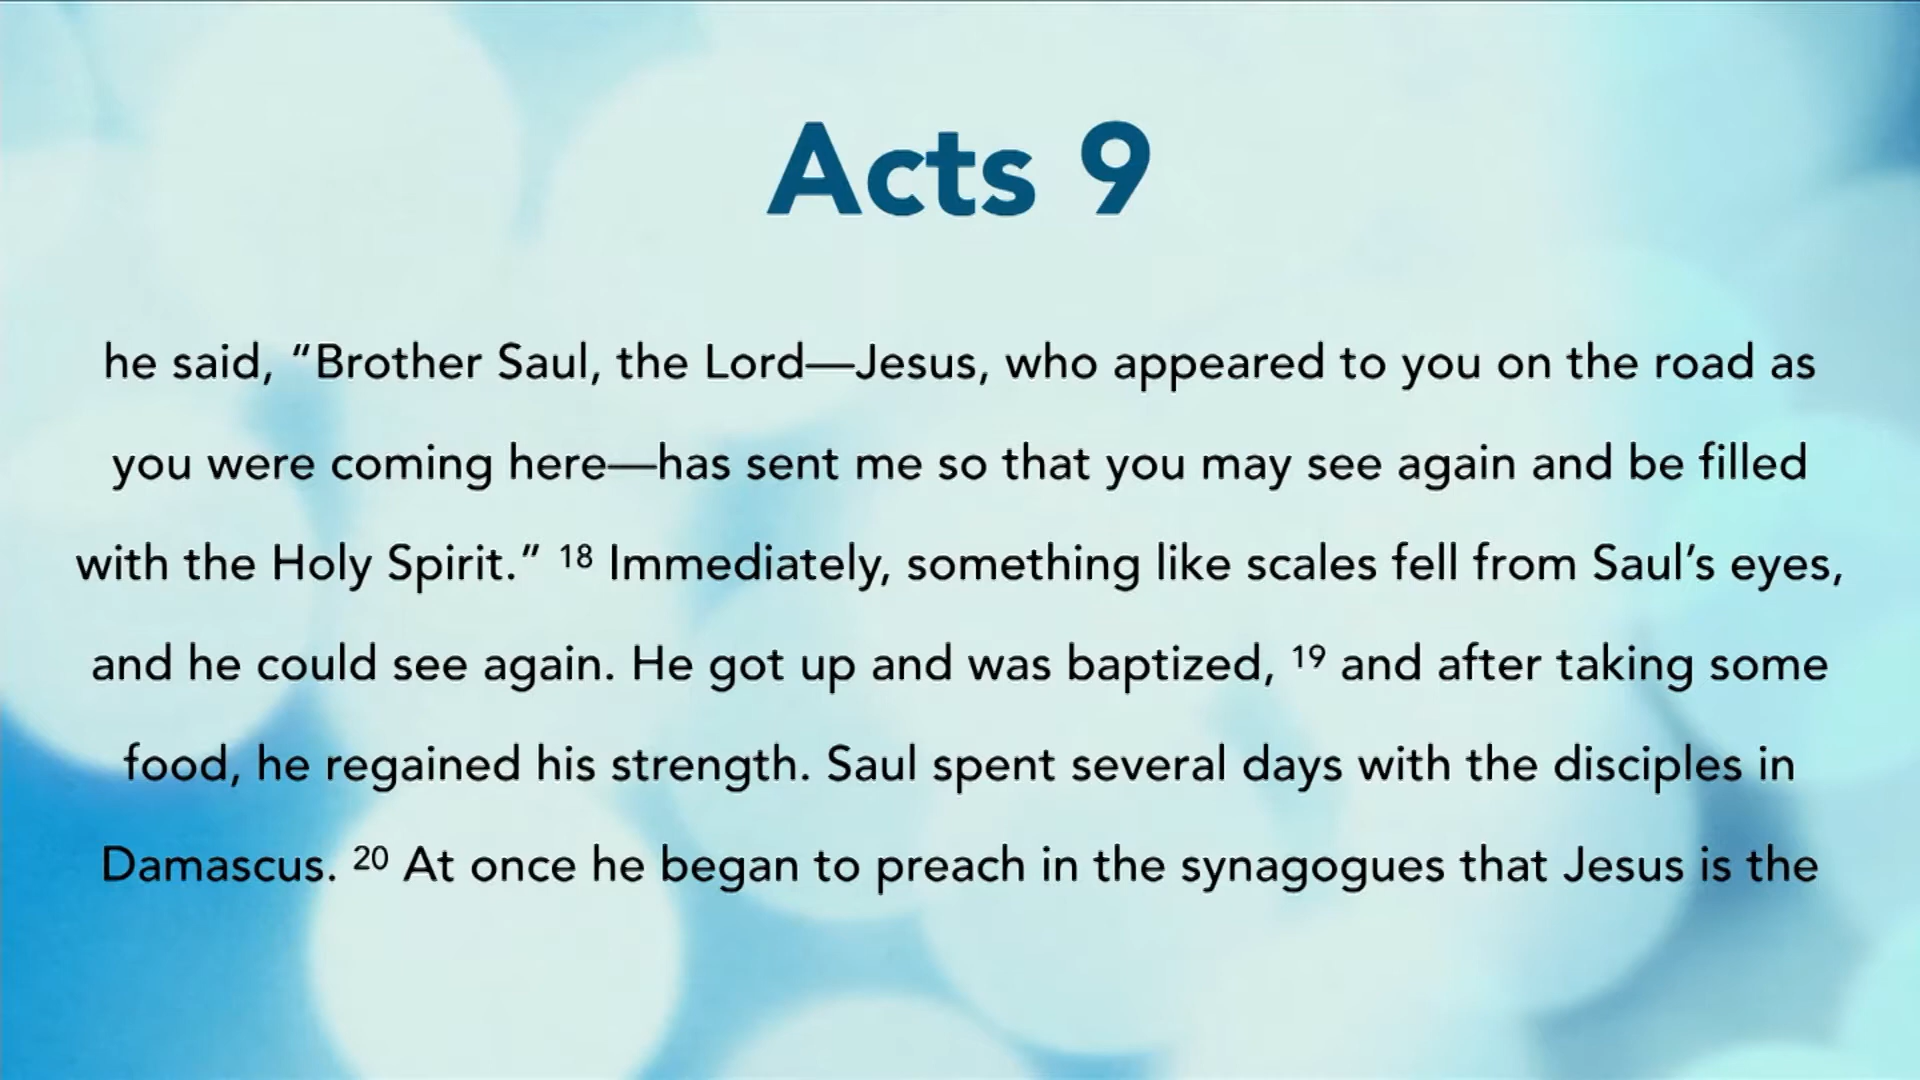 Acts 9
he said, “Brother Saul, the Lord—Jesus, who appeared to you on the road as
you were coming here—has sent me so that you may see again and be filled
with the Holy Spirit.” 18 Immediately, something like scales fell from Saul’s eyes,
and he could see again. He got up and was baptized, 19 and after taking some
food, he regained his strength. Saul spent several days with the disciples in
Damascus. 20 At once he began to preach in the synagogues that Jesus is the